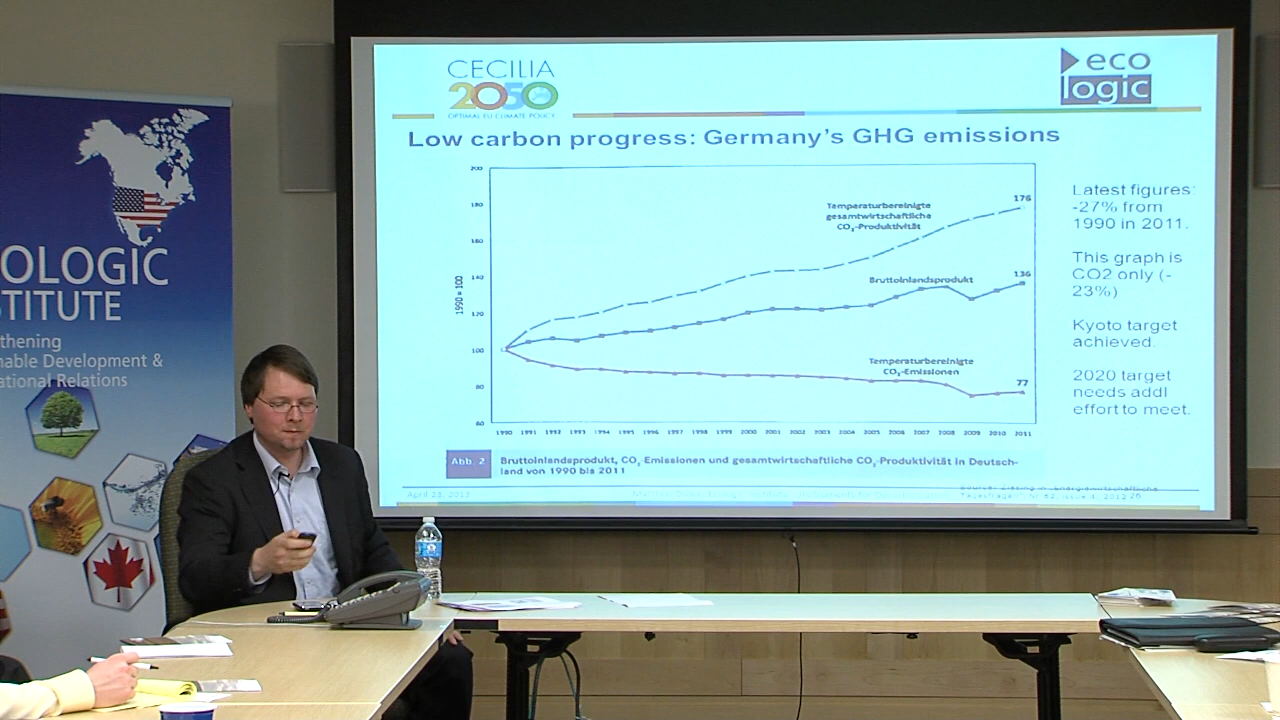 OLOGIC
STITUTE
thening
nable Development &
ational Relations
CECILIA
2050
OPTIMAL EU CLIMATE POLICY
eco
logic
Low carbon progress: Germany's GHG emissions
200
180
160
140
120
100
80
60
1990 = 100
Temperaturbereinigte
gesamtwirtschaftliche
CO₂-Produktivität
176
Bruttoinlandsprodukt
136
Temperaturbereinigte
CO₂-Emissionen
77
1990 1991 1992 1993 1994 1995 1996 1997 1998 1999 2000 2001 2002 2003 2004 2005 2006 2007 2008 2009 2010 2011
Abb. 2
Bruttoinlandsprodukt, CO₂-Emissionen und gesamtwirtschaftliche CO₂-Produktivität in Deutsch-
land von 1990 bis 2011
Latest figures:
-27% from
1990 in 2011.
This graph is
CO2 only (-
23%)
Kyoto target
achieved.
2020 target
needs addl
effort to meet.
April 23, 2013
26